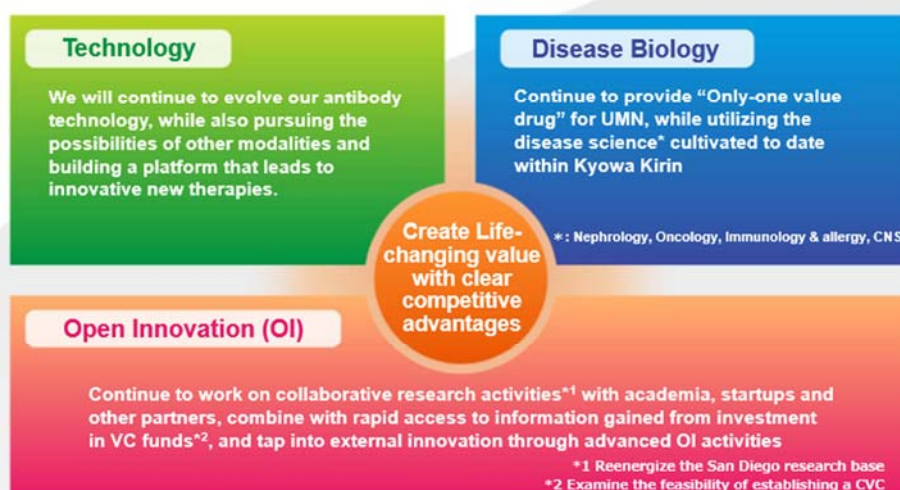 Technology
We will continue to evolve our antibody
technology, while also pursuing the
possibilities of other modalities and
building a platform that leads to
innovative new therapies.
Disease Biology
Continue to provide “Only-one value
drug” for UMN, while utilizing the
disease science* cultivated to date
within Kyowa Kirin
*: Nephrology, Oncology, Immunology & allergy, CNS
Create Life-
changing value
with clear
competitive
advantages
Open Innovation (OI)
Continue to work on collaborative research activities*1 with academia, startups and
other partners, combine with rapid access to information gained from investment
in VC funds*2, and tap into external innovation through advanced OI activities
*1 Reenergize the San Diego research base
*2 Examine the feasibility of establishing a CVC